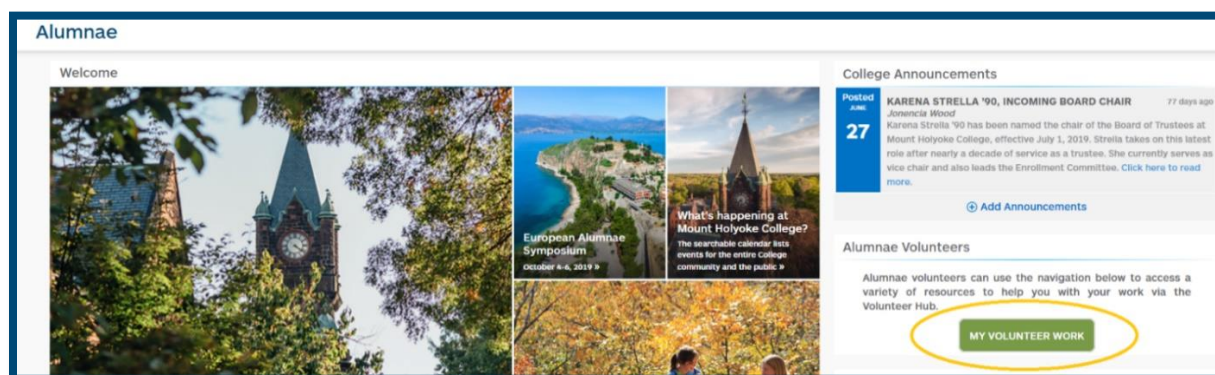 Alumnae
Welcome
European Alumnae
Symposium
October 4-6, 2019 »
What's happening at
Mount Holyoke College?
The searchable calendar lists
events for the entire College
community and the public »
College Announcements
Posted
JUNE
27
KARENA STRELLA '90, INCOMING BOARD CHAIR
77 days ago
Jonencia Wood
Karena Strella '90 has been named the chair of the Board of Trustees at
Mount Holyoke College, effective July 1, 2019. Strella takes on this latest
role after nearly a decade of service as a trustee. She currently serves as
vice chair and also leads the Enrollment Committee. Click here to read
more.
Add Announcements
Alumnae Volunteers
Alumnae volunteers can use the navigation below to access a
variety of resources to help you with your work via the
Volunteer Hub.
MY VOLUNTEER WORK